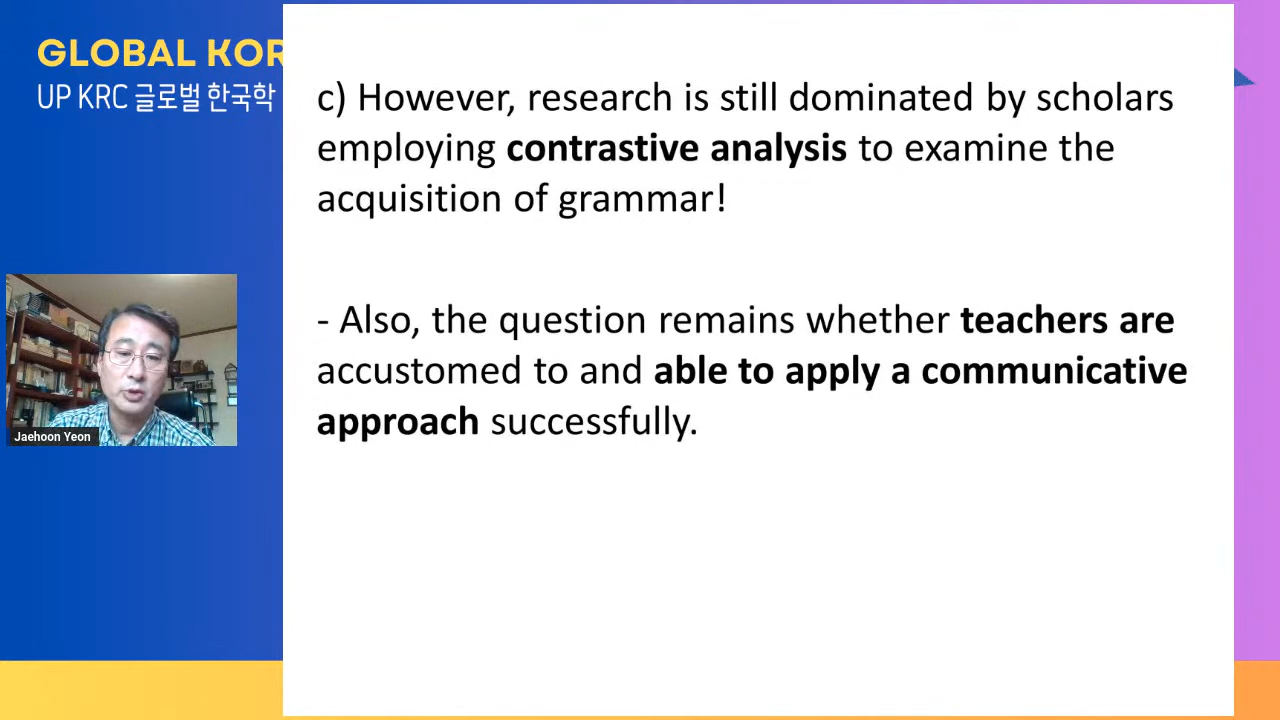 GLOBAL KOR
UP KRC 글로벌 한국학
c) However, research is still dominated by scholars
employing contrastive analysis to examine the
acquisition of grammar!
- Also, the question remains whether teachers are
accustomed to and able to apply a communicative
approach successfully.
Jaehoon Yeon